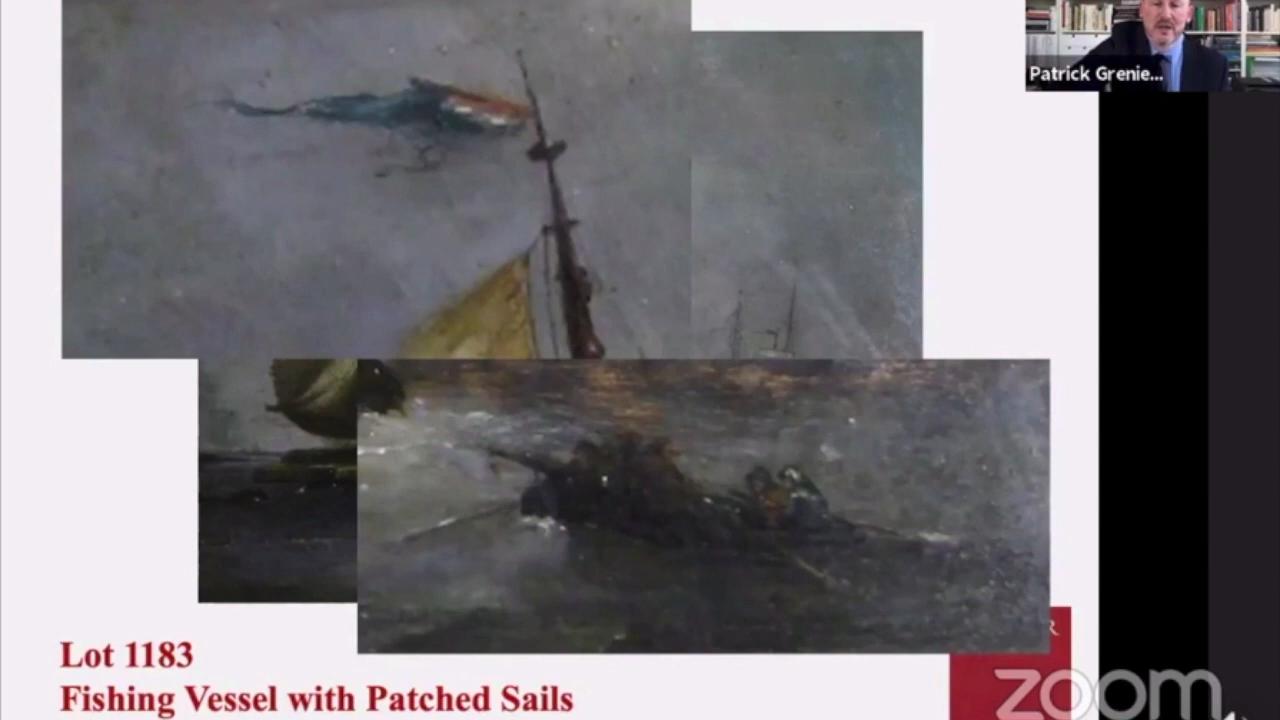 Patrick Grenie...
R
Lot 1183
Fishing Vessel with Patched Sails
zoom